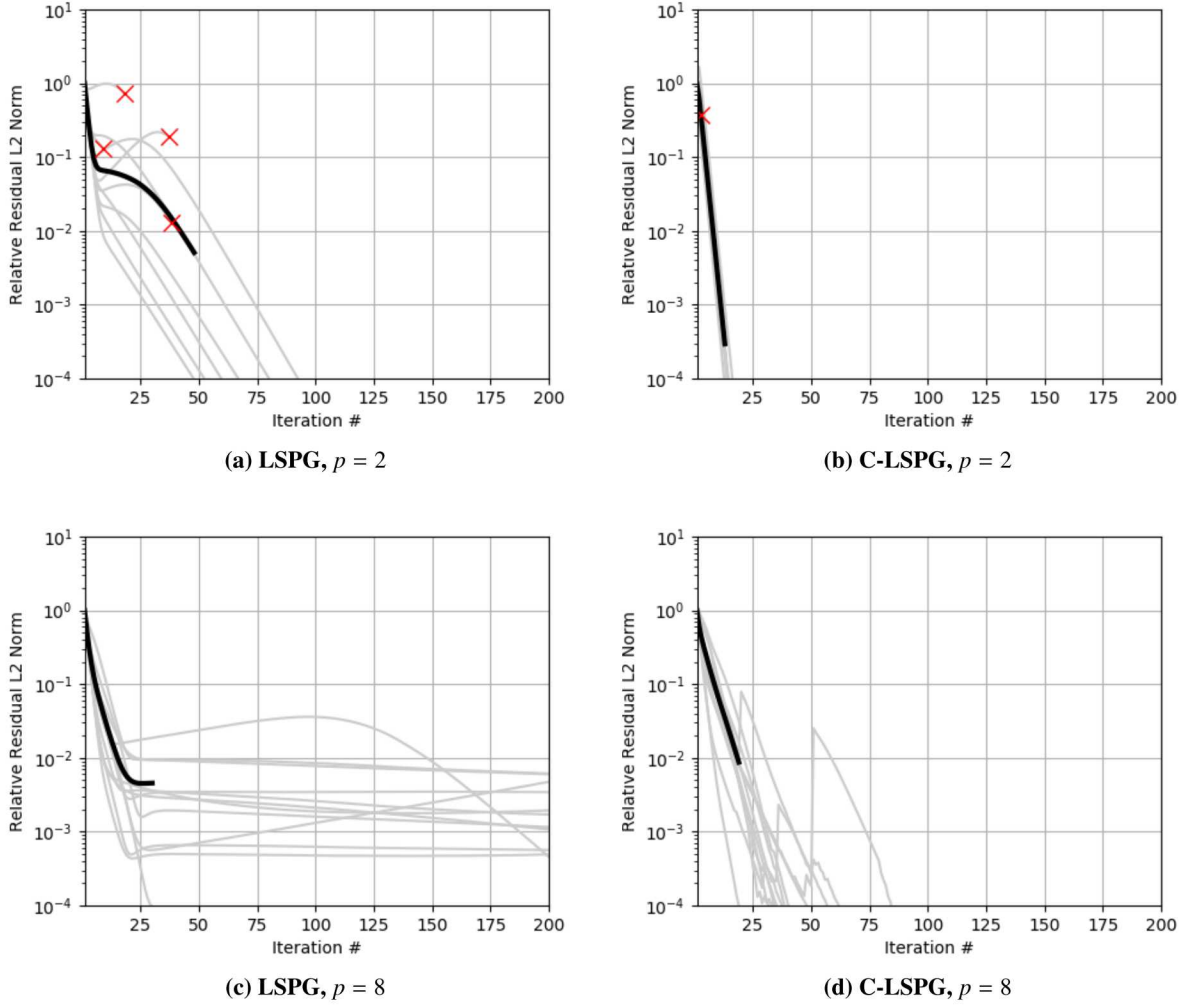 10¹
10⁰
10⁻¹
10⁻²
10⁻³
10⁻⁴
Relative Residual L2 Norm
25 50 75 100 125 150 175 200
Iteration #
(a) LSPG, p = 2
10¹
10⁰
10⁻¹
10⁻²
10⁻³
10⁻⁴
Relative Residual L2 Norm
25 50 75 100 125 150 175 200
Iteration #
(b) C-LSPG, p = 2
10¹
10⁰
10⁻¹
10⁻²
10⁻³
10⁻⁴
Relative Residual L2 Norm
25 50 75 100 125 150 175 200
Iteration #
(c) LSPG, p = 8
10¹
10⁰
10⁻¹
10⁻²
10⁻³
10⁻⁴
Relative Residual L2 Norm
25 50 75 100 125 150 175 200
Iteration #
(d) C-LSPG, p = 8